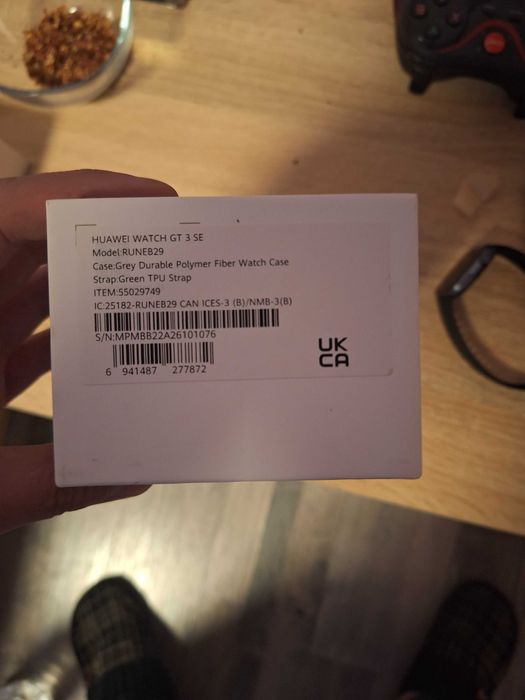 HUAWEI WATCH GT 3 SE
Model:RUNEB29
Case:Grey Durable Polymer Fiber Watch Case
Strap:Green TPU Strap
ITEM:55029749
IC:25182-RUNEB29 CAN ICES-3 (B)/NMB-3(B)
S/N:MPMBB22A26101076
6 941487 277872
UK
CA